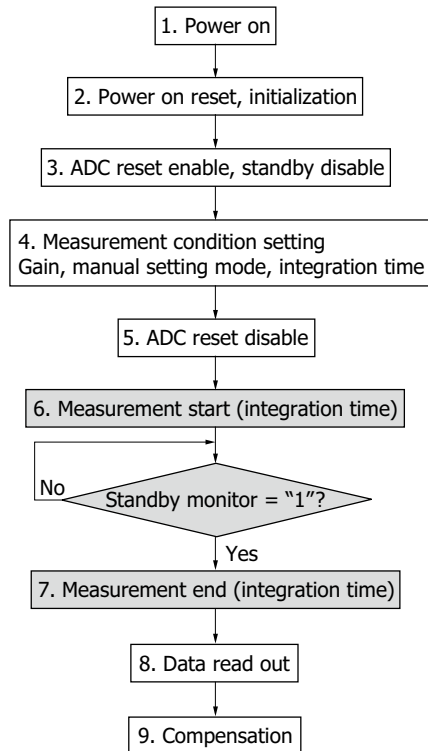 1. Power on
2. Power on reset, initialization
3. ADC reset enable, standby disable
4. Measurement condition setting
Gain, manual setting mode, integration time
5. ADC reset disable
6. Measurement start (integration time)
No
Standby monitor = “1”?
Yes
7. Measurement end (integration time)
8. Data read out
9. Compensation